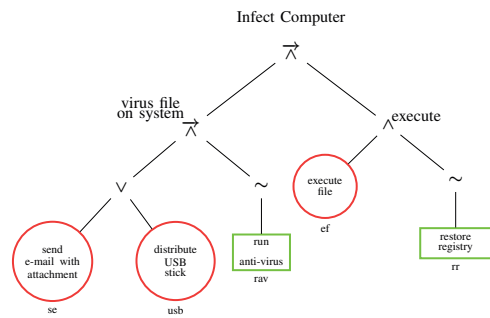 Infect Computer
⃗∧
virus file
on system
⃗∧
∧ execute
∨
~
execute
file
~
ef
send
e-mail with
attachment
distribute
USB
stick
run
anti-virus
restore
registry
rav
rr
se
usb